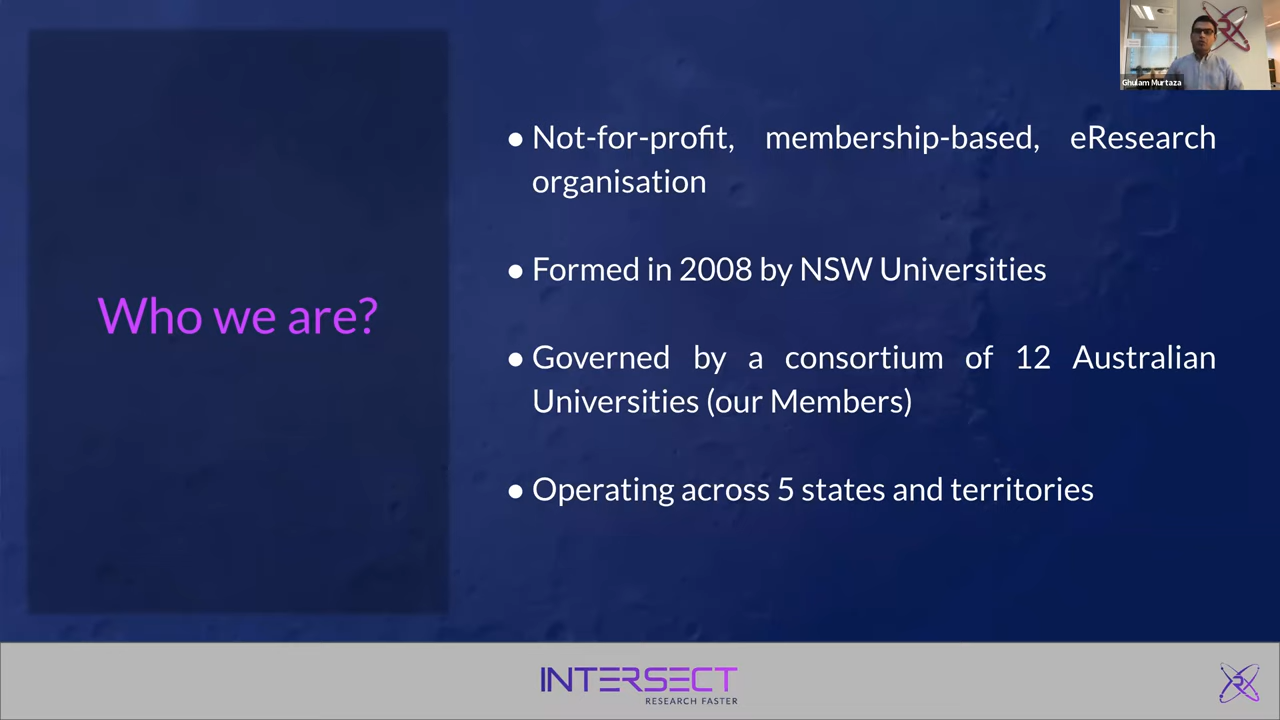 Ghulam Murtaza
Who we are?
● Not-for-profit, membership-based, eResearch
organisation
● Formed in 2008 by NSW Universities
● Governed by a consortium of 12 Australian
Universities (our Members)
● Operating across 5 states and territories
INTERSECT
RESEARCH FASTER